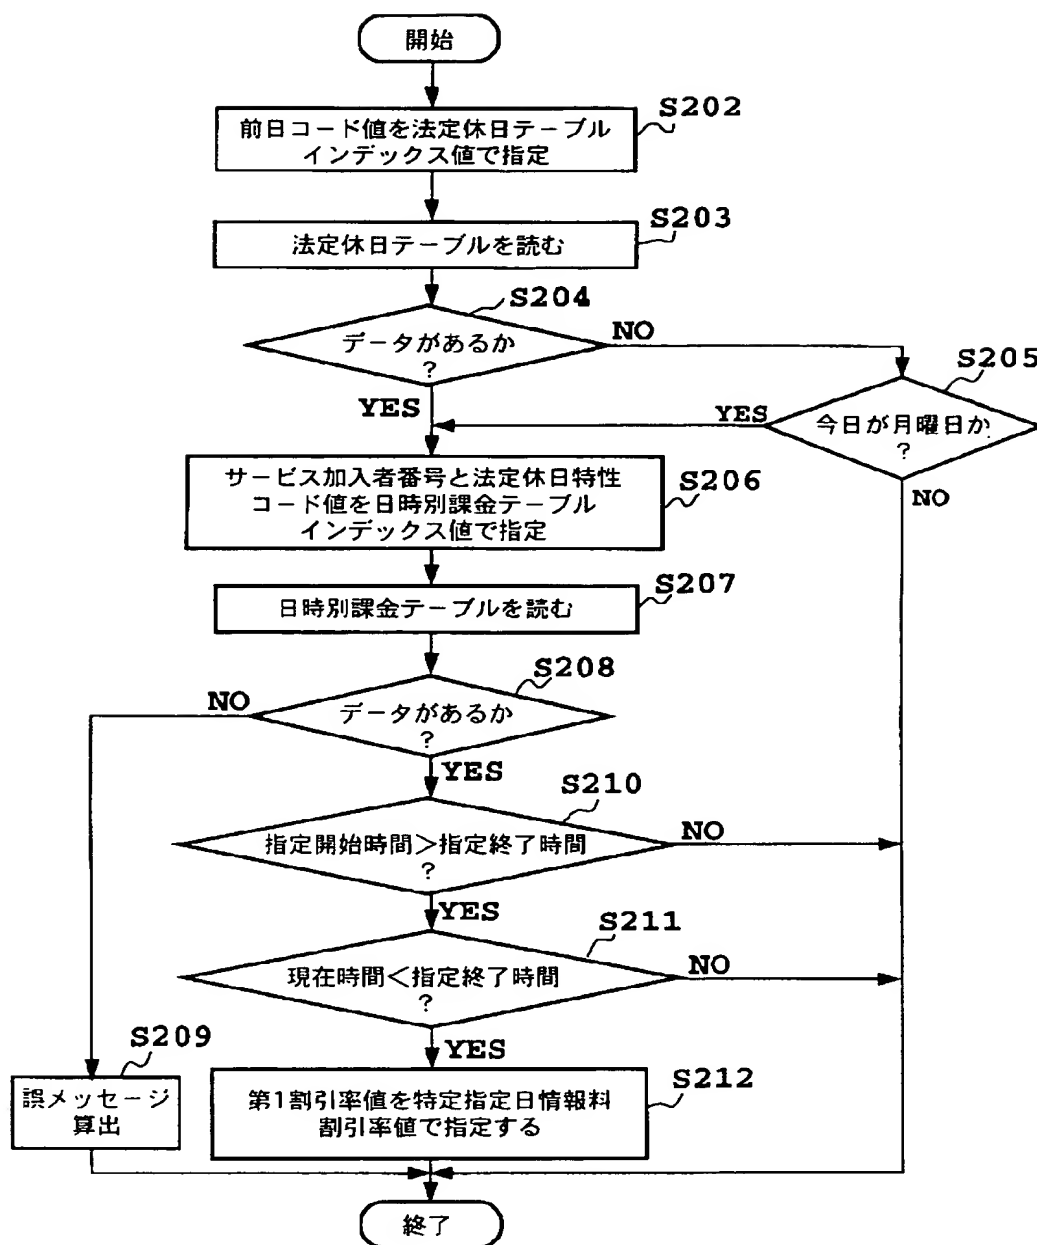 開始
S202
前日コード値を法定休日テーブル
インデックス値で指定
S203
法定休日テーブルを読む
S204
データがあるか
?
NO
YES
S205
今日が月曜日か
?
YES
NO
S206
サービス加入者番号と法定休日特性
コード値を日時別課金テーブル
インデックス値で指定
S207
日時別課金テーブルを読む
S208
データがあるか
?
NO
YES
S210
指定開始時間>指定終了時間
?
NO
YES
S211
現在時間<指定終了時間
?
NO
YES
S209
誤メッセージ
算出
S212
第1割引率値を特定指定日情報料
割引率値で指定する
終了